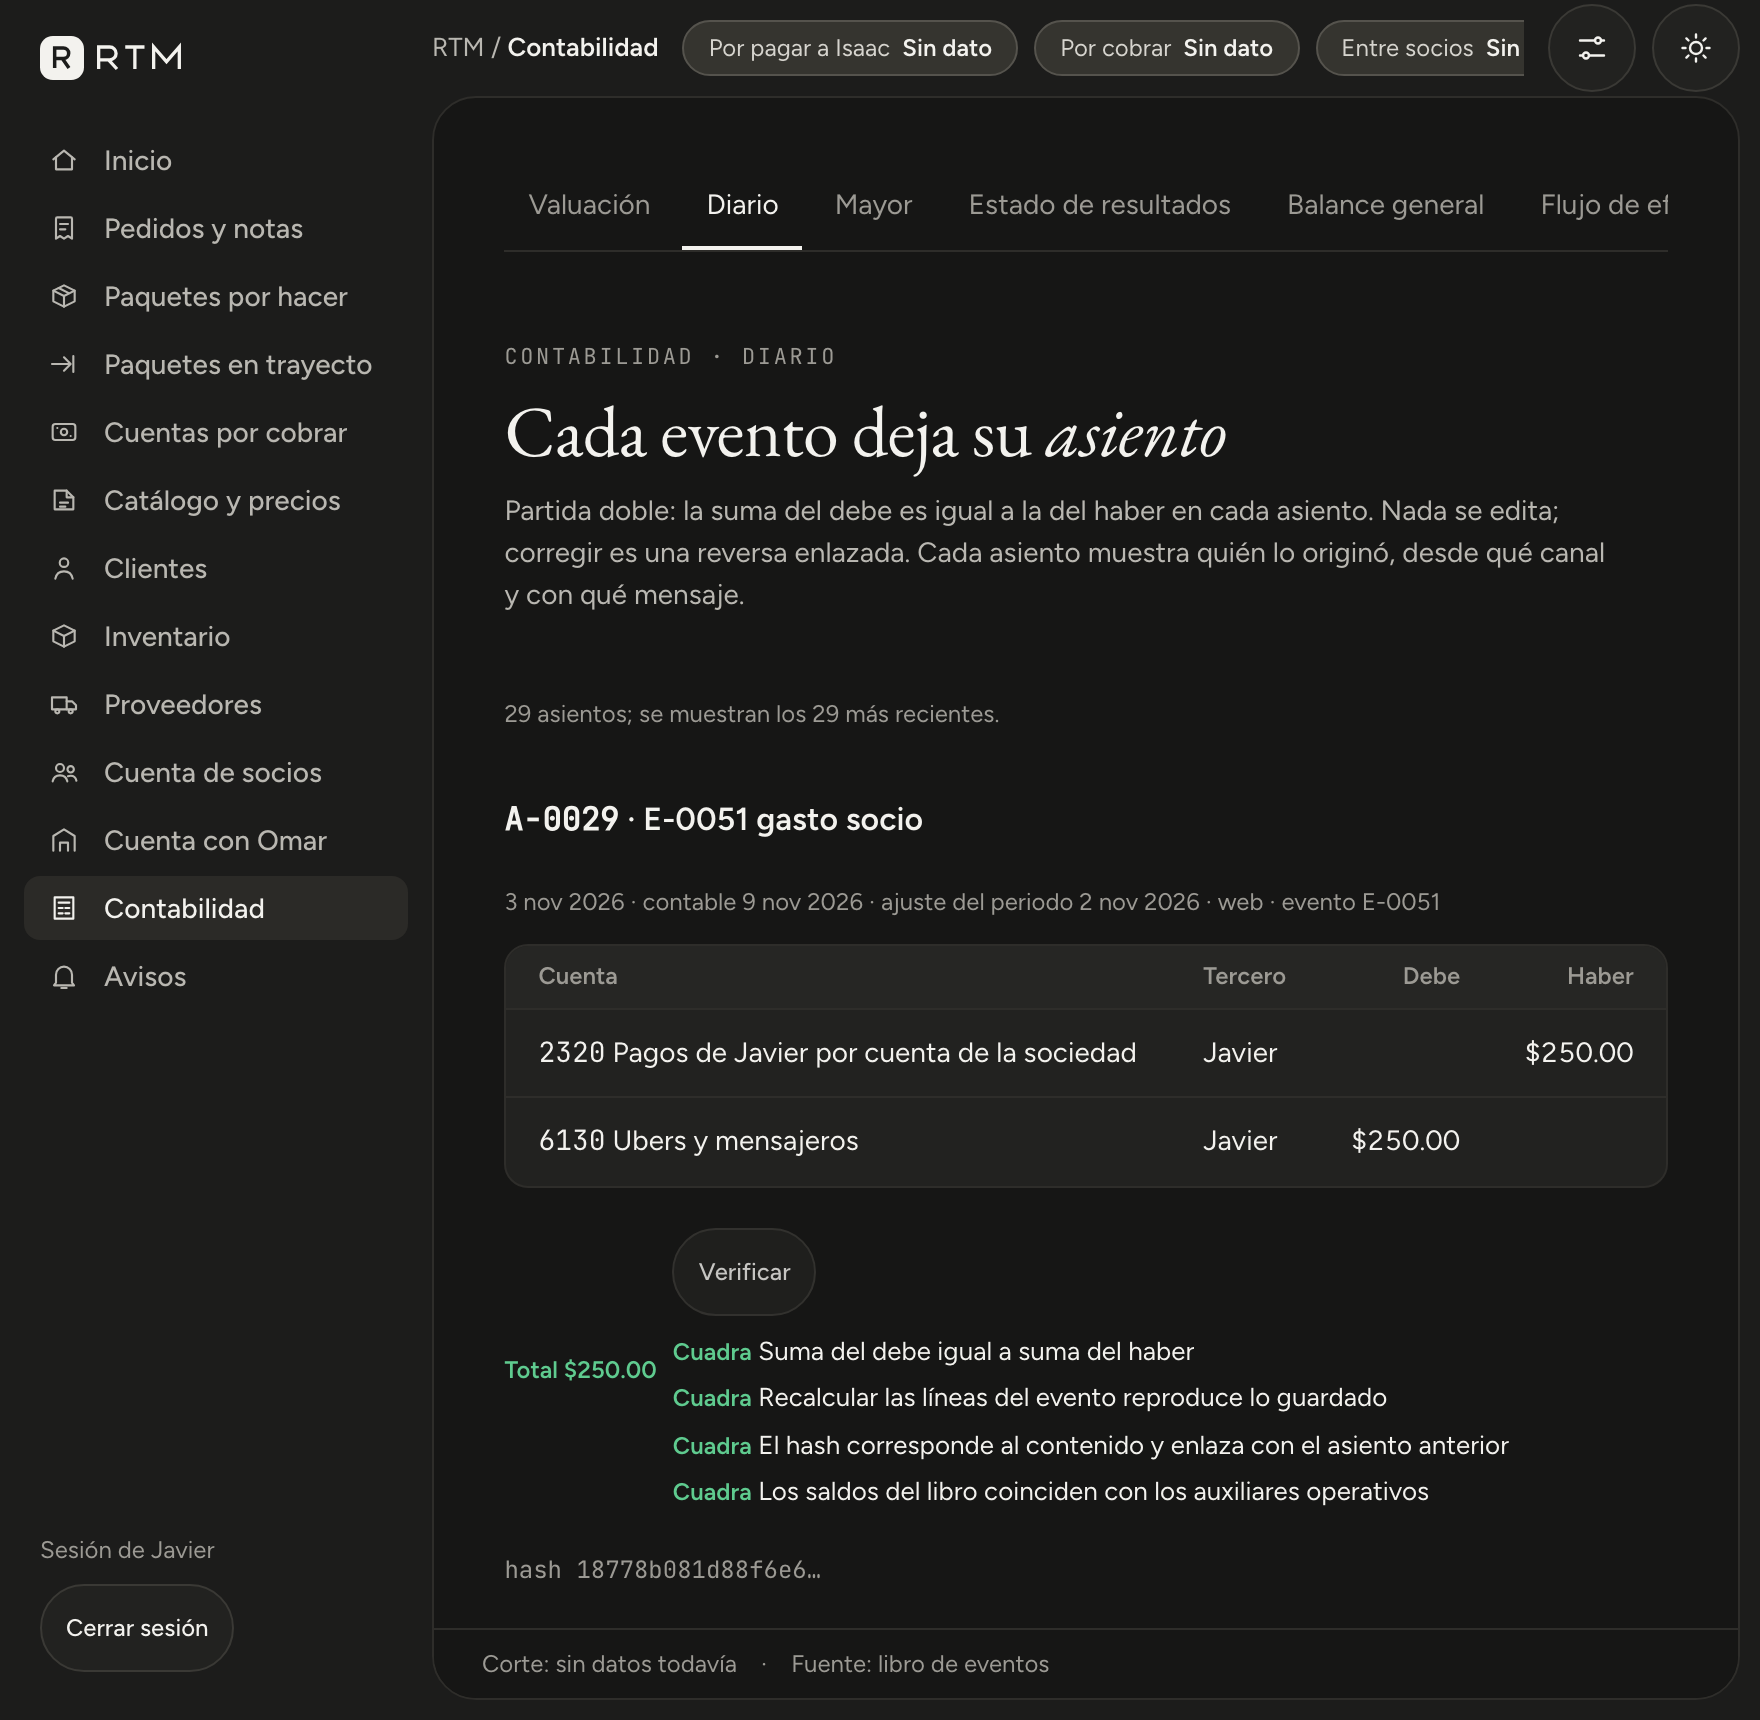 R RTM
RTM / Contabilidad
Por pagar a Isaac Sin dato
Por cobrar Sin dato
Entre socios Sin
Inicio
Pedidos y notas
Paquetes por hacer
Paquetes en trayecto
Cuentas por cobrar
Catálogo y precios
Clientes
Inventario
Proveedores
Cuenta de socios
Cuenta con Omar
Contabilidad
Avisos
Sesión de Javier
Cerrar sesión
Valuación Diario Mayor Estado de resultados Balance general Flujo de ef
CONTABILIDAD · DIARIO
Cada evento deja su asiento
Partida doble: la suma del debe es igual a la del haber en cada asiento. Nada se edita;
corregir es una reversa enlazada. Cada asiento muestra quién lo originó, desde qué canal
y con qué mensaje.
29 asientos; se muestran los 29 más recientes.
A-0029 · E-0051 gasto socio
3 nov 2026 · contable 9 nov 2026 · ajuste del periodo 2 nov 2026 · web · evento E-0051
Cuenta Tercero Debe Haber
2320 Pagos de Javier por cuenta de la sociedad Javier $250.00
6130 Ubers y mensajeros Javier $250.00
Verificar
Total $250.00
Cuadra Suma del debe igual a suma del haber
Cuadra Recalcular las líneas del evento reproduce lo guardado
Cuadra El hash corresponde al contenido y enlaza con el asiento anterior
Cuadra Los saldos del libro coinciden con los auxiliares operativos
hash 18778b081d88f6e6…
Corte: sin datos todavía · Fuente: libro de eventos